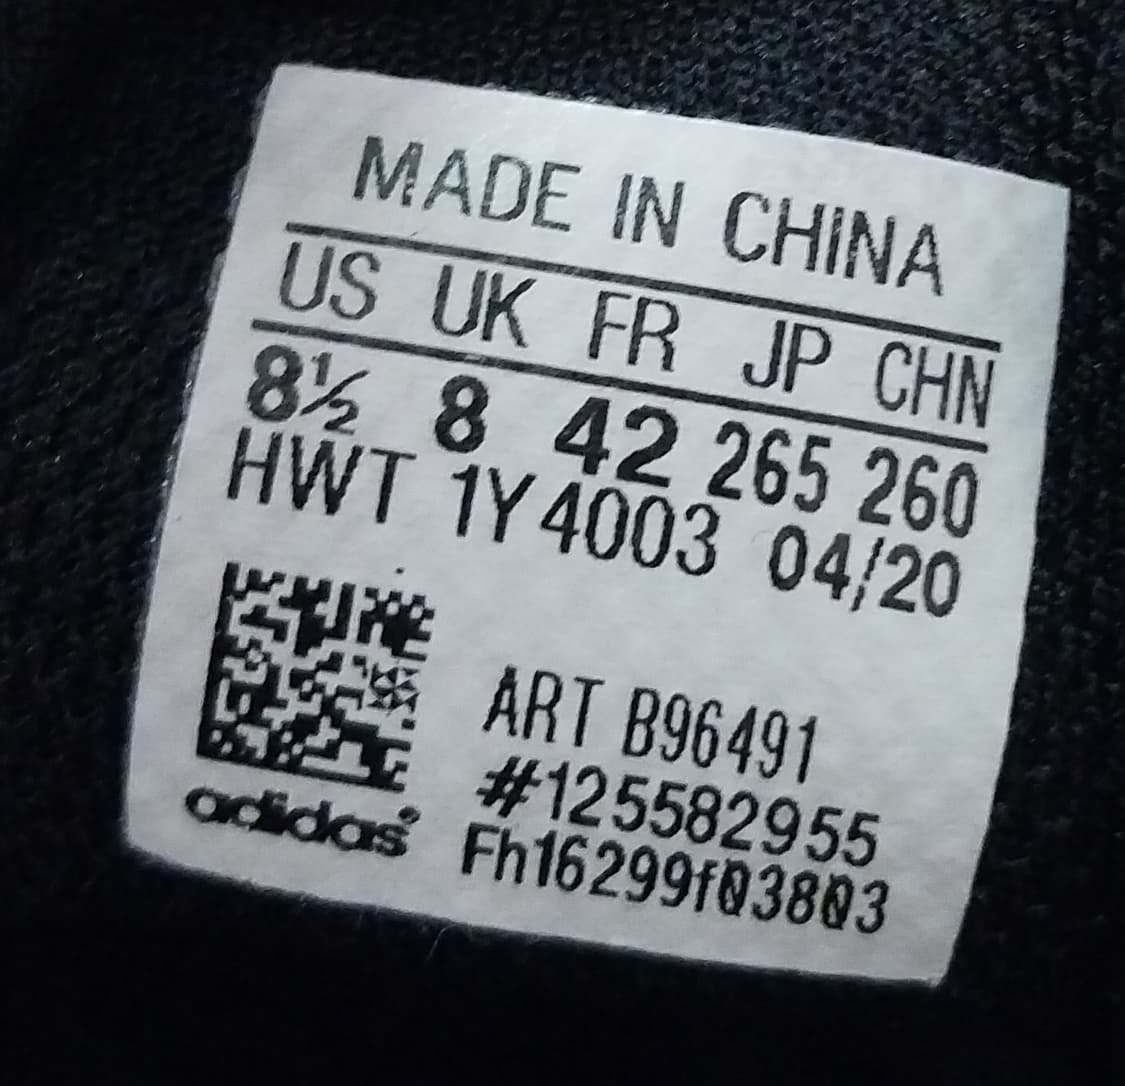 MADE IN CHINA
US UK FR JP CHN
8½ 8 42 265 260
HWT 1Y4003 04/20
ART B96491
#125582955
adidas
Fh16299f03803